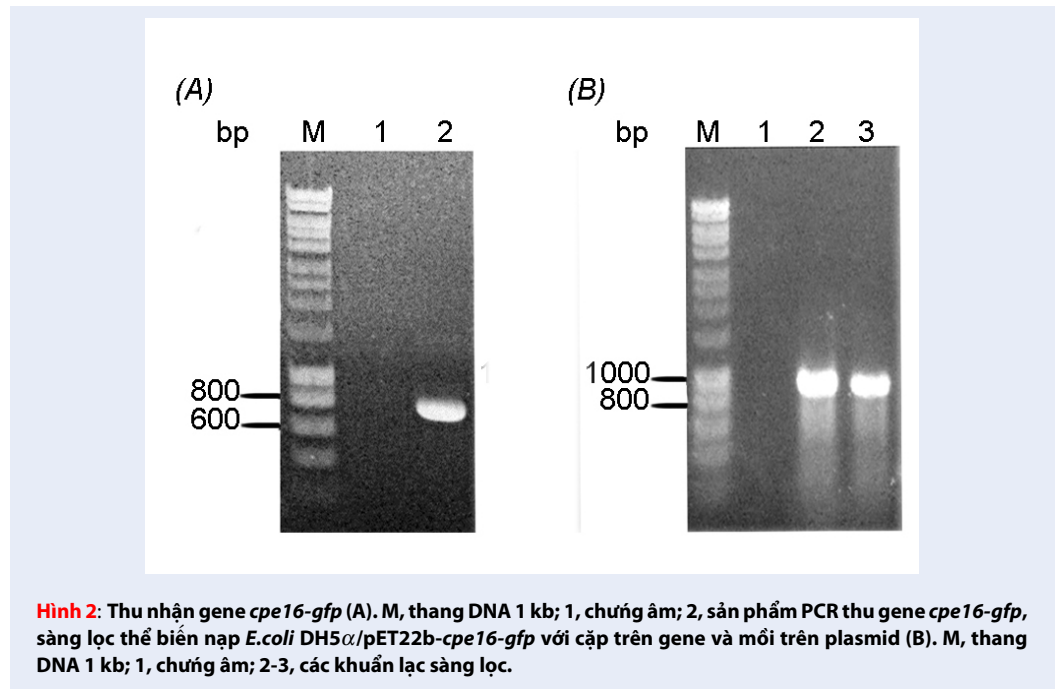 (A)
(B)
bp M 1 2
bp M 1 2 3
800
600
1000
800
Hình 2: Thu nhận gene cpe16-gfp (A). M, thang DNA 1 kb; 1, chứng âm; 2, sản phẩm PCR thu gene cpe16-gfp,
sàng lọc thể biến nạp E.coli DH5α/pET22b-cpe16-gfp với cặp trên gene và mồi trên plasmid (B). M, thang
DNA 1 kb; 1, chứng âm; 2-3, các khuẩn lạc sàng lọc.